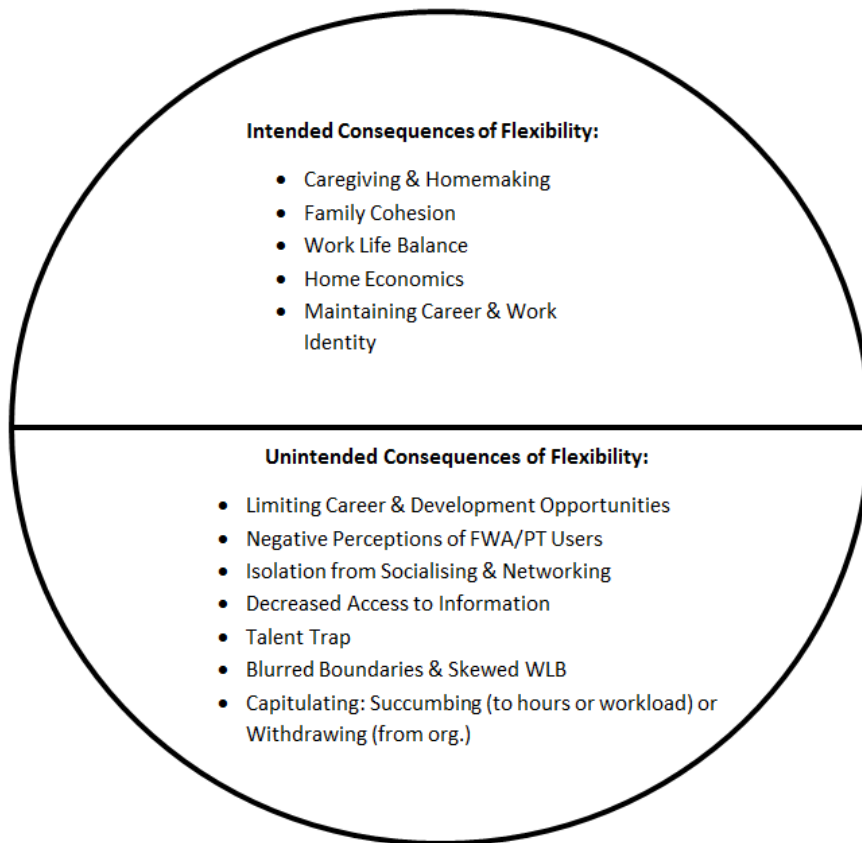 Intended Consequences of Flexibility:
• Caregiving & Homemaking
• Family Cohesion
• Work Life Balance
• Home Economics
• Maintaining Career & Work
Identity
Unintended Consequences of Flexibility:
• Limiting Career & Development Opportunities
• Negative Perceptions of FWA/PT Users
• Isolation from Socialising & Networking
• Decreased Access to Information
• Talent Trap
• Blurred Boundaries & Skewed WLB
• Capitulating: Succumbing (to hours or workload) or
Withdrawing (from org.)